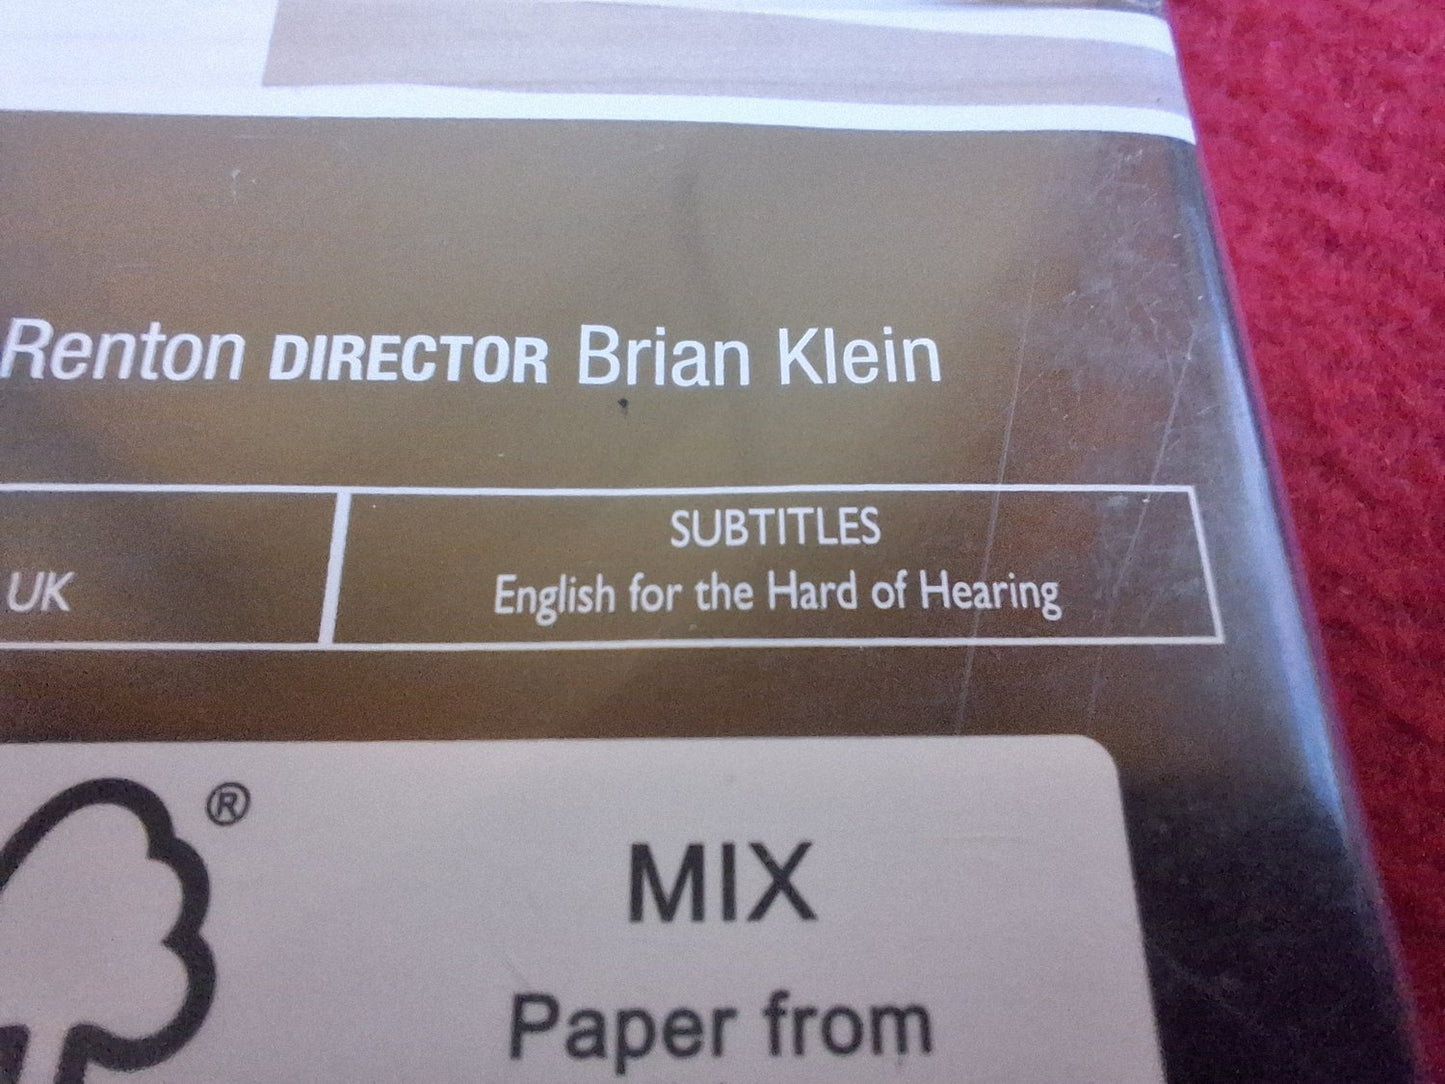 Renton DIRECTOR Brian Klein
UK
SUBTITLES
English for the Hard of Hearing
®
MIX
Paper from